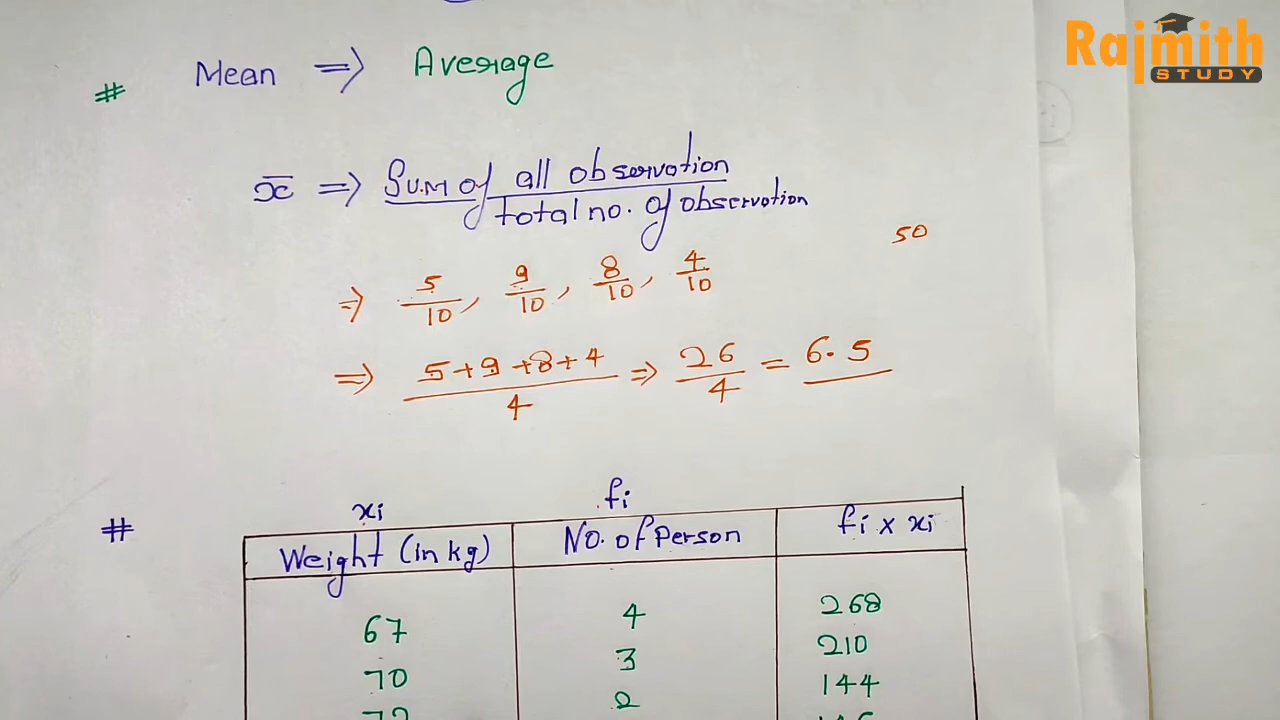 Rajmith
STUDY
# Mean => Average
x̄ => Sum of all observation / total no. of observation
50
=> 5/10, 9/10, 8/10, 4/10
=> 5+9+8+4 / 4 => 26/4 = 6.5
# xi fi
Weight (in kg) No. of Person fi x xi
67 4 268
70 3 210
72 2 144